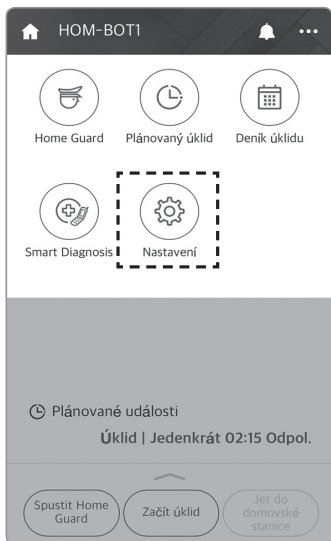 HOM-BOT1
Home Guard
Plánovaný úklid
Deník úklidu
Smart Diagnosis
Nastavení
Plánované události
Úklid | Jedenkrát 02:15 Odpol.
Spustit Home
Guard
Začít úklid
Jet do
domovské
stanice